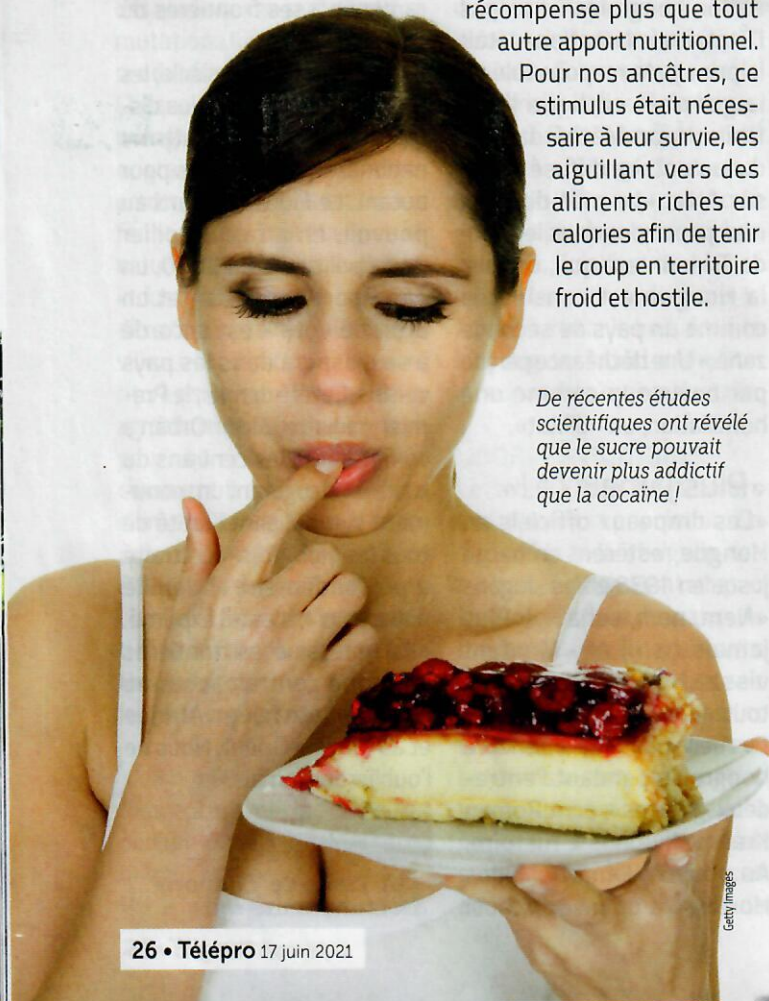 récompense plus que tout
autre apport nutritionnel.
Pour nos ancêtres, ce
stimulus était néces-
saire à leur survie, les
aiguillant vers des
aliments riches en
calories afin de tenir
le coup en territoire
froid et hostile.
De récentes études
scientifiques ont révélé
que le sucre pouvait
devenir plus addictif
que la cocaïne !
Getty Images
26 • Télépro 17 juin 2021